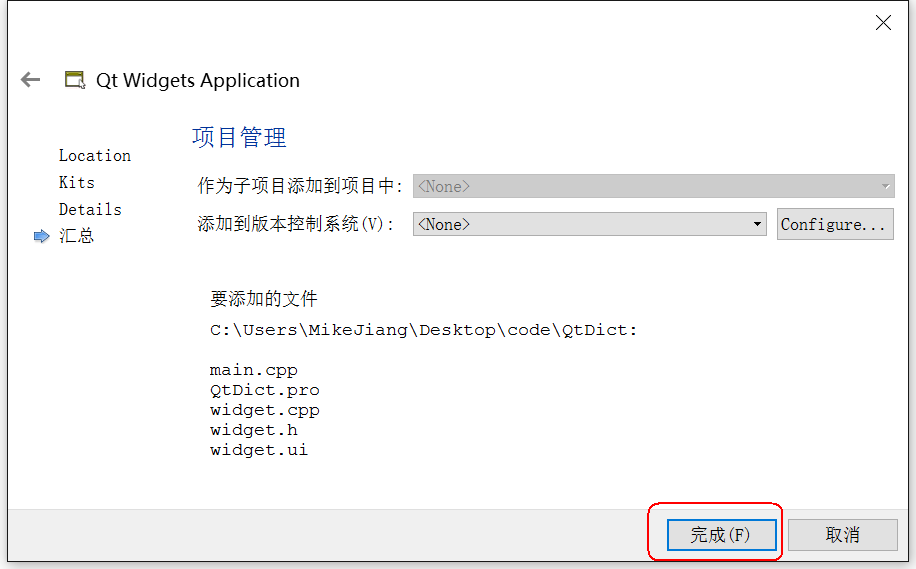 Qt Widgets Application
Location
Kits
Details
汇总
项目管理
作为子项目添加到项目中: <None>
添加到版本控制系统(V): <None> Configure...
要添加的文件
C:\Users\MikeJiang\Desktop\code\QtDict:
main.cpp
QtDict.pro
widget.cpp
widget.h
widget.ui
完成(F) 取消